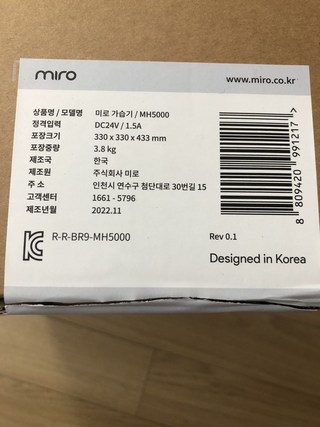 miro
www.miro.co.kr
상품명 / 모델명 미로 가습기 / MH5000
정격입력 DC24V / 1.5A
포장크기 330 x 330 x 433 mm
포장중량 3.8 kg
제조국 한국
제조원 주식회사 미로
주 소 인천시 연수구 첨단대로 30번길 15
고객센터 1661 - 5796
제조년월 2022.11
8 809420 991217 >
R-R-BR9-MH5000
Rev 0.1
Designed in Korea